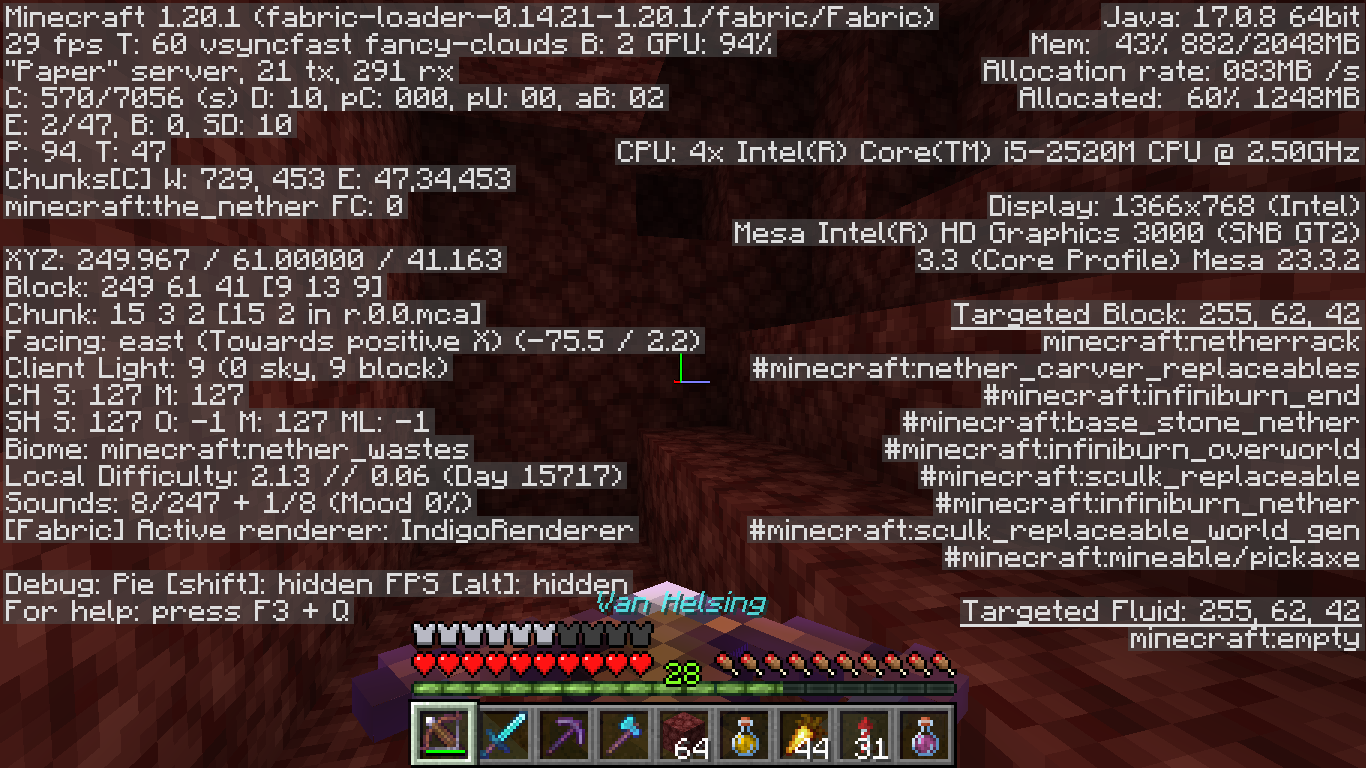 Minecraft 1.20.1 (fabric-loader-0.14.21-1.20.1/fabric/Fabric)
29 fps T: 60 vsyncfast fancy-clouds B: 2 GPU: 94%
"Paper" server, 21 tx, 291 rx
C: 570/7056 (s) D: 10, pC: 000, pU: 00, aB: 02
E: 2/47, B: 0, SD: 10
P: 94. T: 47
Chunks[C] W: 729, 453 E: 47,34,453
minecraft:the_nether FC: 0
XYZ: 249.967 / 61.00000 / 41.163
Block: 249 61 41 [9 13 9]
Chunk: 15 3 2 [15 2 in r.0.0.mca]
Facing: east (Towards positive X) (-75.5 / 2.2)
Client Light: 9 (0 sky, 9 block)
CH S: 127 M: 127
SH S: 127 O: -1 M: 127 ML: -1
Biome: minecraft:nether_wastes
Local Difficulty: 2.13 // 0.06 (Day 15717)
Sounds: 8/247 + 1/8 (Mood 0%)
[Fabric] Active renderer: IndigoRenderer
Debug: Pie [shift]: hidden FPS [alt]: hidden
For help: press F3 + Q
Java: 17.0.8 64bit
Mem: 43% 882/2048MB
Allocation rate: 083MB /s
Allocated: 60% 1248MB
CPU: 4x Intel(R) Core(TM) i5-2520M CPU @ 2.50GHz
Display: 1366x768 (Intel)
Mesa Intel(R) HD Graphics 3000 (SNB GT2)
3.3 (Core Profile) Mesa 23.3.2
Targeted Block: 255, 62, 42
minecraft:netherrack
#minecraft:nether_carver_replaceables
#minecraft:infiniburn_end
#minecraft:base_stone_nether
#minecraft:infiniburn_overworld
#minecraft:sculk_replaceable
#minecraft:infiniburn_nether
#minecraft:sculk_replaceable_world_gen
#minecraft:mineable/pickaxe
Targeted Fluid: 255, 62, 42
minecraft:empty
Van Helsing
28
64
44
31